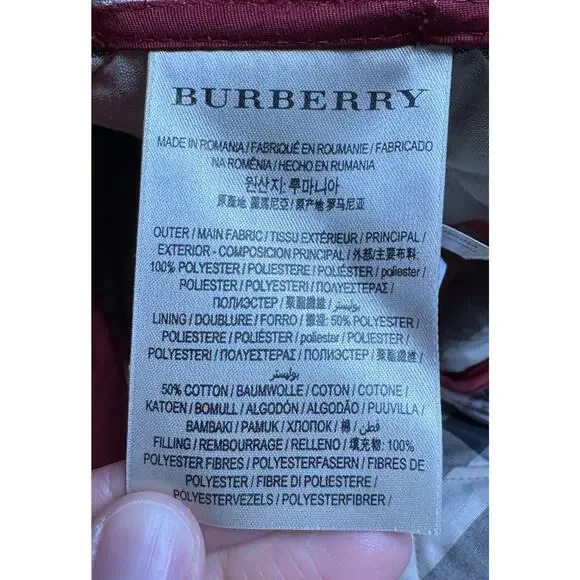 BURBERRY
MADE IN ROMANIA / FABRIQUÉ EN ROUMANIE / FABRICADO
NA ROMÉNIA / HECHO EN RUMANIA
원산지: 루마니아
原産地 羅馬尼亞 / 原产地 罗马尼亚
OUTER / MAIN FABRIC / TISSU EXTÉRIEUR / PRINCIPAL /
EXTERIOR - COMPOSICION PRINCIPAL / 外部/主要布料:
100% POLYESTER / POLIESTERE / POLIÉSTER / poliester /
POLYESTER / POLYESTERI / ΠΟΛΥΕΣΤΕΡΑΣ /
ПОЛИЭСТЕР / 聚酯纖維 / بوليستر
LINING / DOUBLURE / FORRO / 裡: 50% POLYESTER /
POLIESTERE / POLIÉSTER / poliestar / POLYESTER /
POLYESTERI / ΠΟΛΥΕΣΤΕΡΑΣ / ПОЛИЭСТЕР / 聚酯纖維 /
بوليستر
50% COTTON / BAUMWOLLE / COTON / COTONE /
KATOEN / BOMULL / ALGODÓN / ALGODÃO / PUUVILLA /
BAMBAKI / PAMUK / ХЛОПОК / 棉 / قطن /
FILLING / REMBOURRAGE / RELLENO / 填充物: 100%
POLYESTER FIBRES / POLYESTERFASERN / FIBRES DE
POLYESTER / FIBRE DI POLIESTERE /
POLYESTERVEZELS / POLYESTERFIBRER /